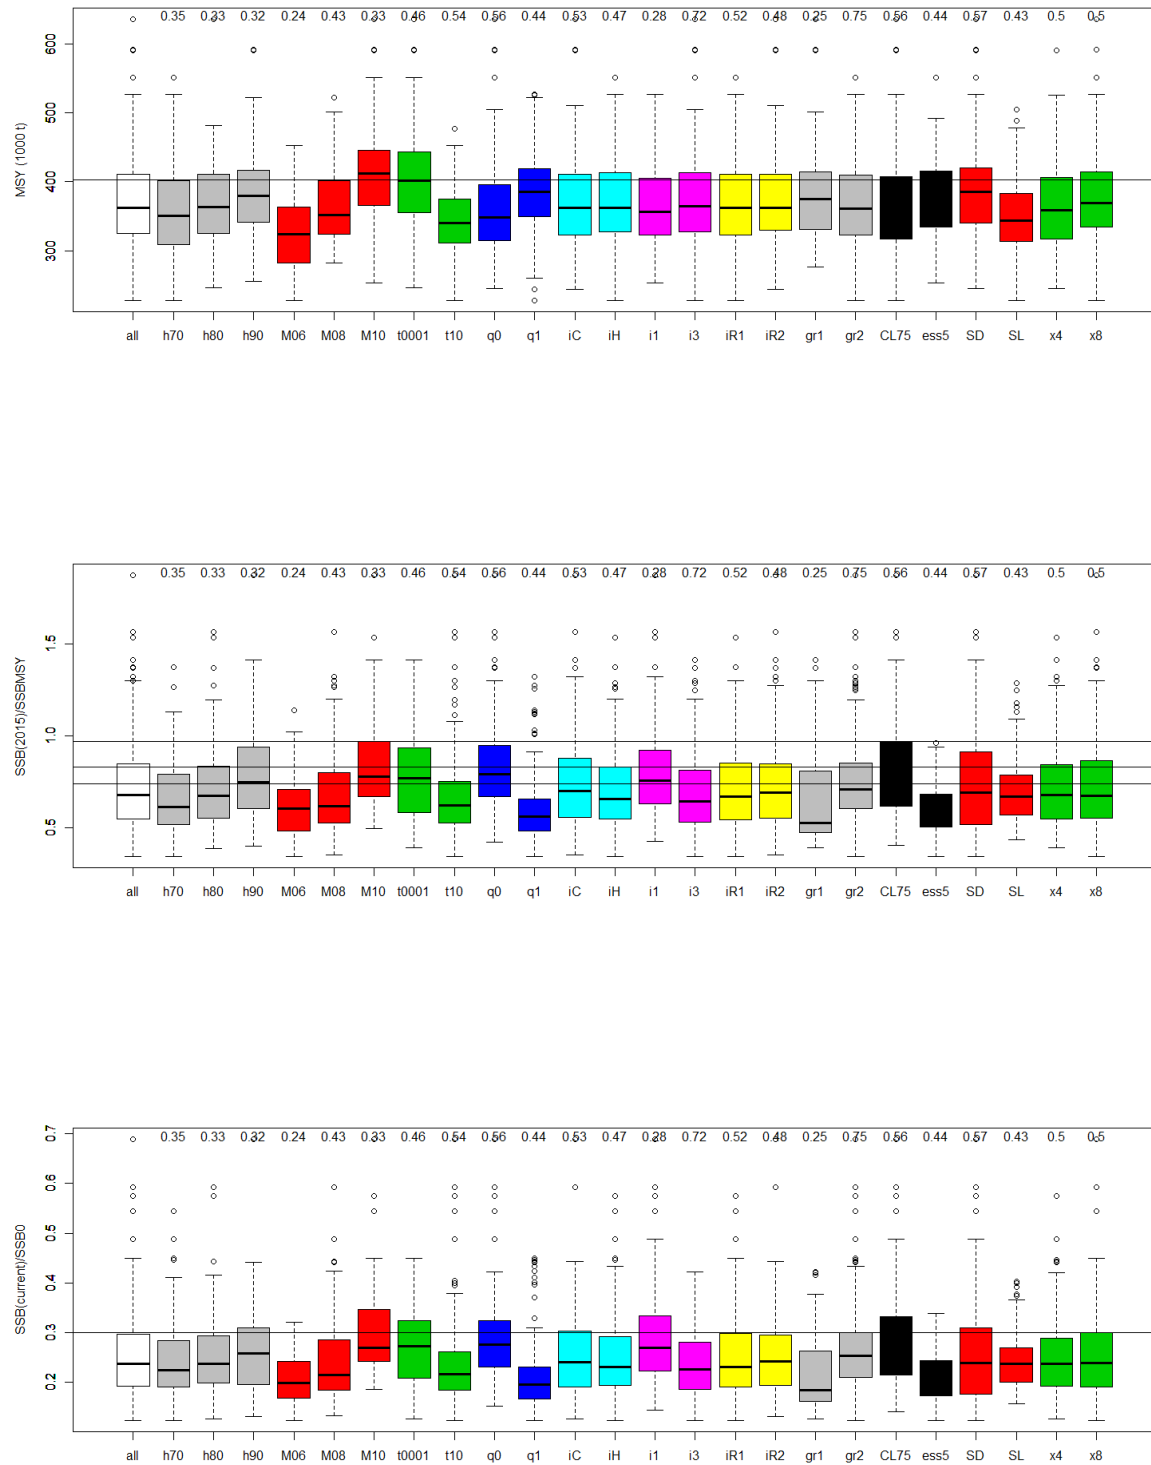 0.35 0.33 0.32 0.24 0.43 0.33 0.46 0.54 0.56 0.44 0.53 0.47 0.28 0.72 0.52 0.48 0.25 0.75 0.56 0.44 0.57 0.43 0.5 0.5
600
500
400
300
MSY (1000 t)
all h70 h80 h90 M06 M08 M10 t0001 t10 q0 q1 iC iH i1 i3 iR1 iR2 gr1 gr2 CL75 ess5 SD SL x4 x8
0.35 0.33 0.32 0.24 0.43 0.33 0.46 0.54 0.56 0.44 0.53 0.47 0.28 0.72 0.52 0.48 0.25 0.75 0.56 0.44 0.57 0.43 0.5 0.5
1.5
1.0
0.5
SSB(2015)/SSBMSY
all h70 h80 h90 M06 M08 M10 t0001 t10 q0 q1 iC iH i1 i3 iR1 iR2 gr1 gr2 CL75 ess5 SD SL x4 x8
0.35 0.33 0.32 0.24 0.43 0.33 0.46 0.54 0.56 0.44 0.53 0.47 0.28 0.72 0.52 0.48 0.25 0.75 0.56 0.44 0.57 0.43 0.5 0.5
0.7
0.6
0.5
0.4
0.3
0.2
SSB(current)/SSB0
all h70 h80 h90 M06 M08 M10 t0001 t10 q0 q1 iC iH i1 i3 iR1 iR2 gr1 gr2 CL75 ess5 SD SL x4 x8